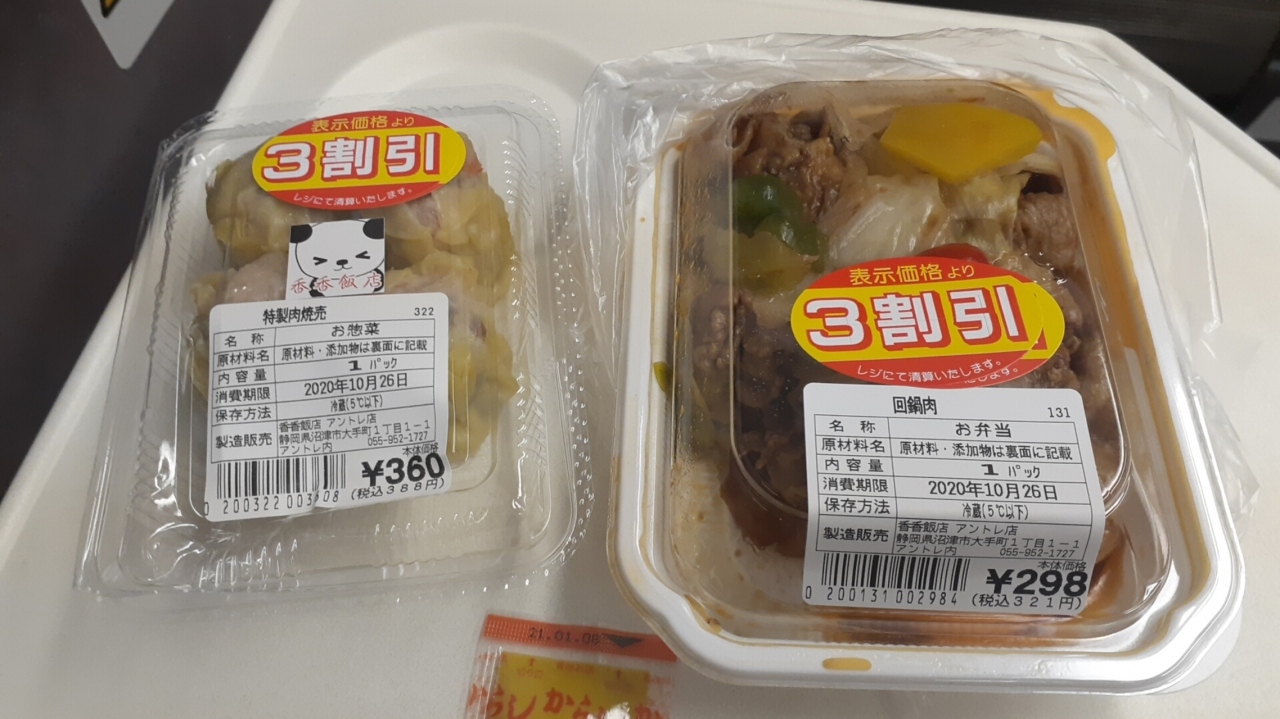 表示価格より
3割引
レジにて清算いたします。
香香飯店
特製肉焼売 322
名称 お惣菜
原材料名 原材料・添加物は裏面に記載
内容量 1 パック
消費期限 2020年10月26日
保存方法 冷蔵(5℃以下)
製造販売 香香飯店 アントレ店
静岡県沼津市大手町1丁目1-1
アントレ内 055-952-1727
本体価格
¥360
(税込388円)
0 200322 003608
表示価格より
3割引
レジにて清算いたします。
します。
回鍋肉 131
名称 お弁当
原材料名 原材料・添加物は裏面に記載
内容量 1 パック
消費期限 2020年10月26日
保存方法 冷蔵(5℃以下)
製造販売 香香飯店 アントレ店
静岡県沼津市大手町1丁目1-1
アントレ内 055-952-1727
本体価格
¥298
(税込321円)
0 200131 002984
21.01.08
からし から